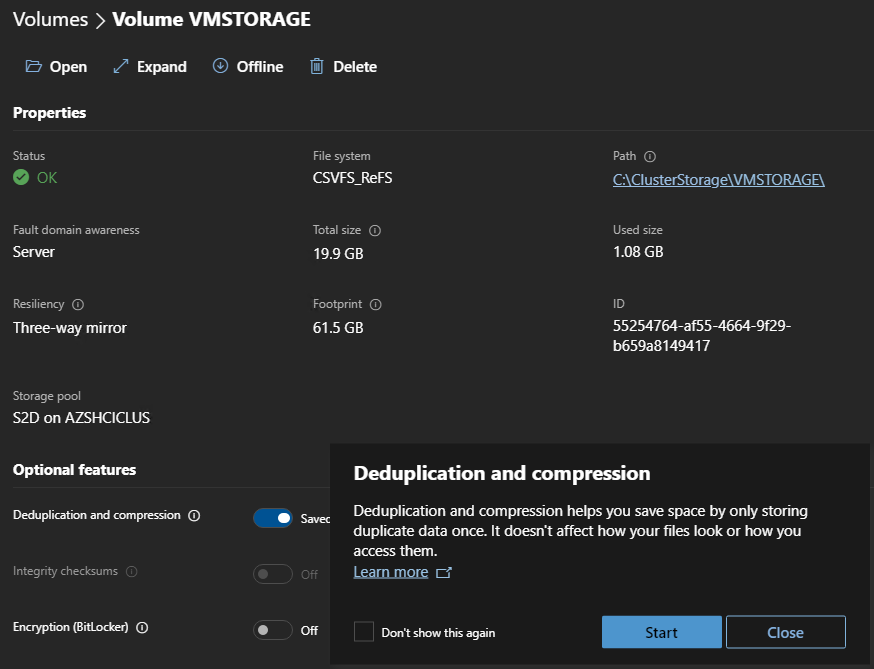 Volumes > Volume VMSTORAGE
Open Expand Offline Delete
Properties
Status File system Path
OK CSVFS_ReFS C:\ClusterStorage\VMSTORAGE\
Fault domain awareness Total size Used size
Server 19.9 GB 1.08 GB
Resiliency Footprint ID
Three-way mirror 61.5 GB 55254764-af55-4664-9f29-
b659a8149417
Storage pool
S2D on AZSHCICLUS
Optional features
Deduplication and compression Saved
Integrity checksums Off
Encryption (BitLocker) Off
Deduplication and compression
Deduplication and compression helps you save space by only storing
duplicate data once. It doesn't affect how your files look or how you
access them.
Learn more
Don't show this again Start Close